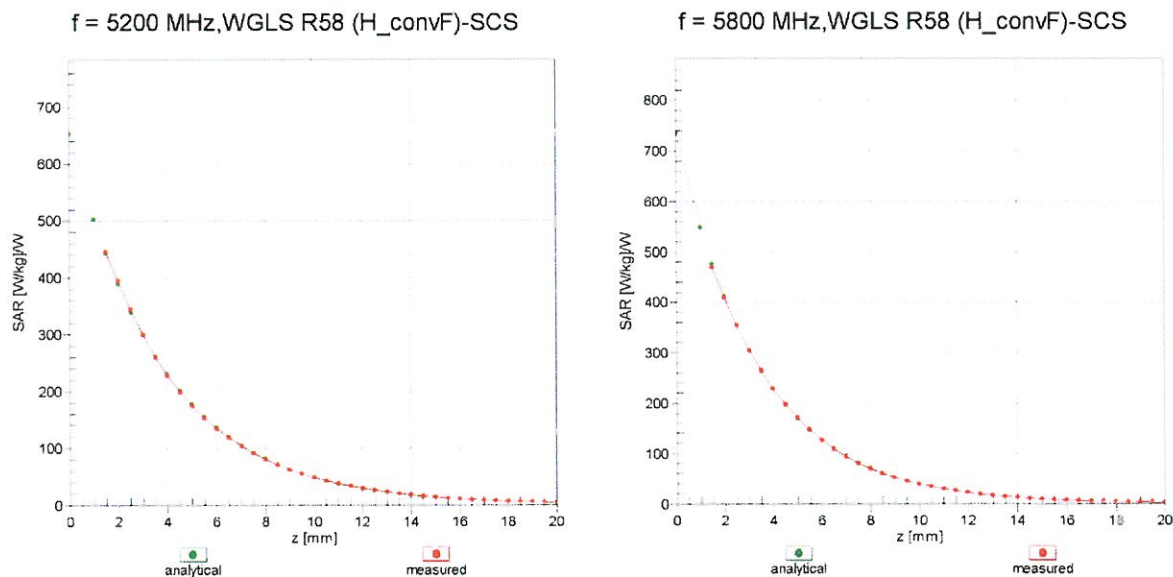 f = 5200 MHz,WGLS R58 (H_convF)-SCS
SAR [W/kg]/W
700
600
500
400
300
200
100
0
0 2 4 6 8 10 12 14 16 18 20
z [mm]
analytical measured
f = 5800 MHz,WGLS R58 (H_convF)-SCS
SAR [W/kg]/W
800
700
600
500
400
300
200
100
0
0 2 4 6 8 10 12 14 16 18 20
z [mm]
analytical measured